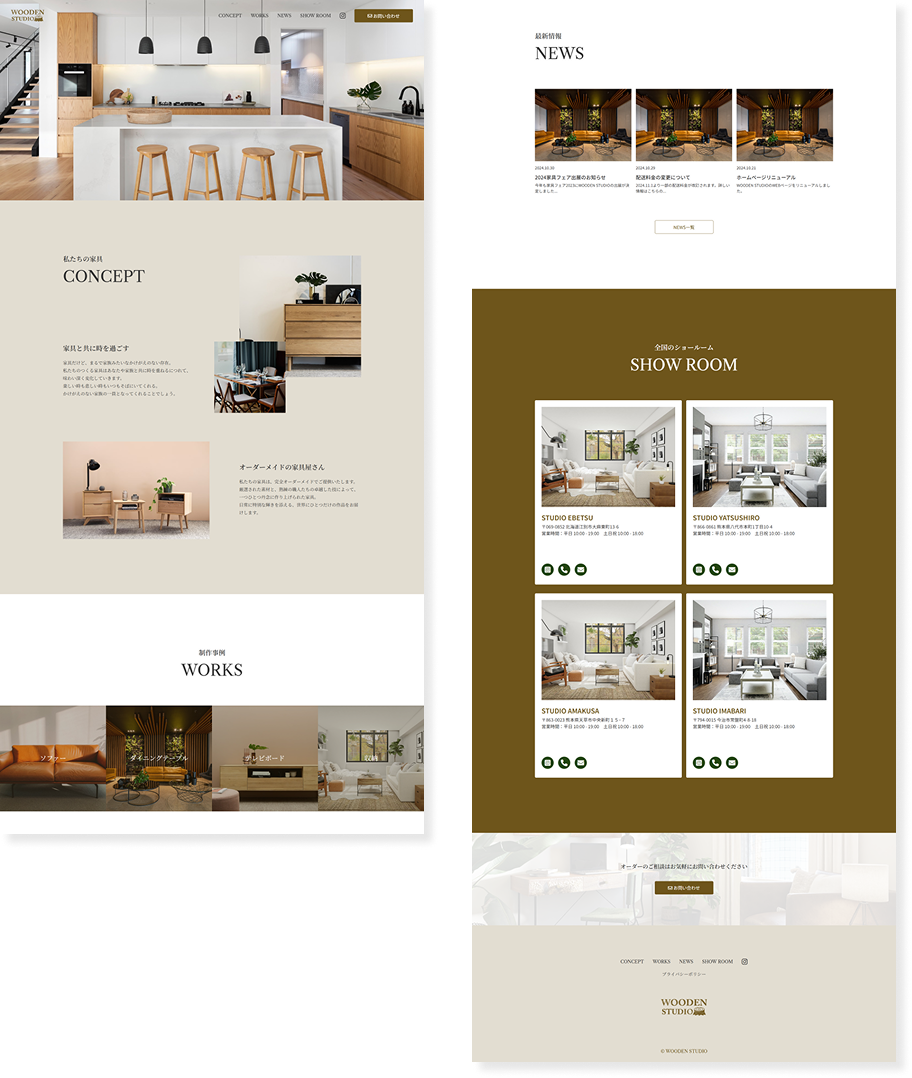 WOODEN
STUDIO
CONCEPT
WORKS
NEWS
SHOW ROOM
お問い合わせ
私たちの家具
CONCEPT
家具と共に時を過ごす
家具だけど、まるで家族みたいなかけがえのない存在。
私たちのつくる家具はあなたや家族と共に時を重ねるにつれて、
味わい深く変化していきます。
楽しい時も悲しい時もいつもそばにいてくれる。
かけがえのない家族の一員となってくれることでしょう。
オーダーメイドの家具屋さん
私たちの家具は、完全オーダーメイドでご提供いたします。
厳選された素材と、熟練の職人たちの卓越した技によって、
一つひとつ丹念に作り上げられた家具。
日常に特別な輝きを添える、世界にひとつだけの作品をお届
けします。
制作事例
WORKS
ソファー
ダイニングテーブル
テレビボード
収納
最新情報
NEWS
2024.10.30
2024家具フェア出展のお知らせ
今年も家具フェア2025にWOODEN STUDIOの出展が決
定しました...
2024.10.29
配送料金の変更について
2024.11.1より一部の配送料金が改訂されます。詳しい
情報はこちらの...
2024.10.21
ホームページリニューアル
WOODEN STUDIOのWEBページをリニューアルしまし
た。
NEWS一覧
全国のショールーム
SHOW ROOM
STUDIO EBETSU
〒069-0852 北海道江別市大麻東町13-6
営業時間：平日 10:00 - 19:00　土日祝 10:00 - 18:00
STUDIO YATSUSHIRO
〒866-0861 熊本県八代市本町1丁目10-4
営業時間：平日 10:00 - 19:00　土日祝 10:00 - 18:00
STUDIO AMAKUSA
〒863-0023 熊本県天草市中央新町１５-７
営業時間：平日 10:00 - 19:00　土日祝 10:00 - 18:00
STUDIO IMABARI
〒794-0015 今治市常盤町4-8-16
営業時間：平日 10:00 - 19:00　土日祝 10:00 - 18:00
オーダーのご相談はお気軽にお問い合わせください
お問い合わせ
CONCEPT
WORKS
NEWS
SHOW ROOM
プライバシーポリシー
WOODEN
STUDIO
© WOODEN STUDIO